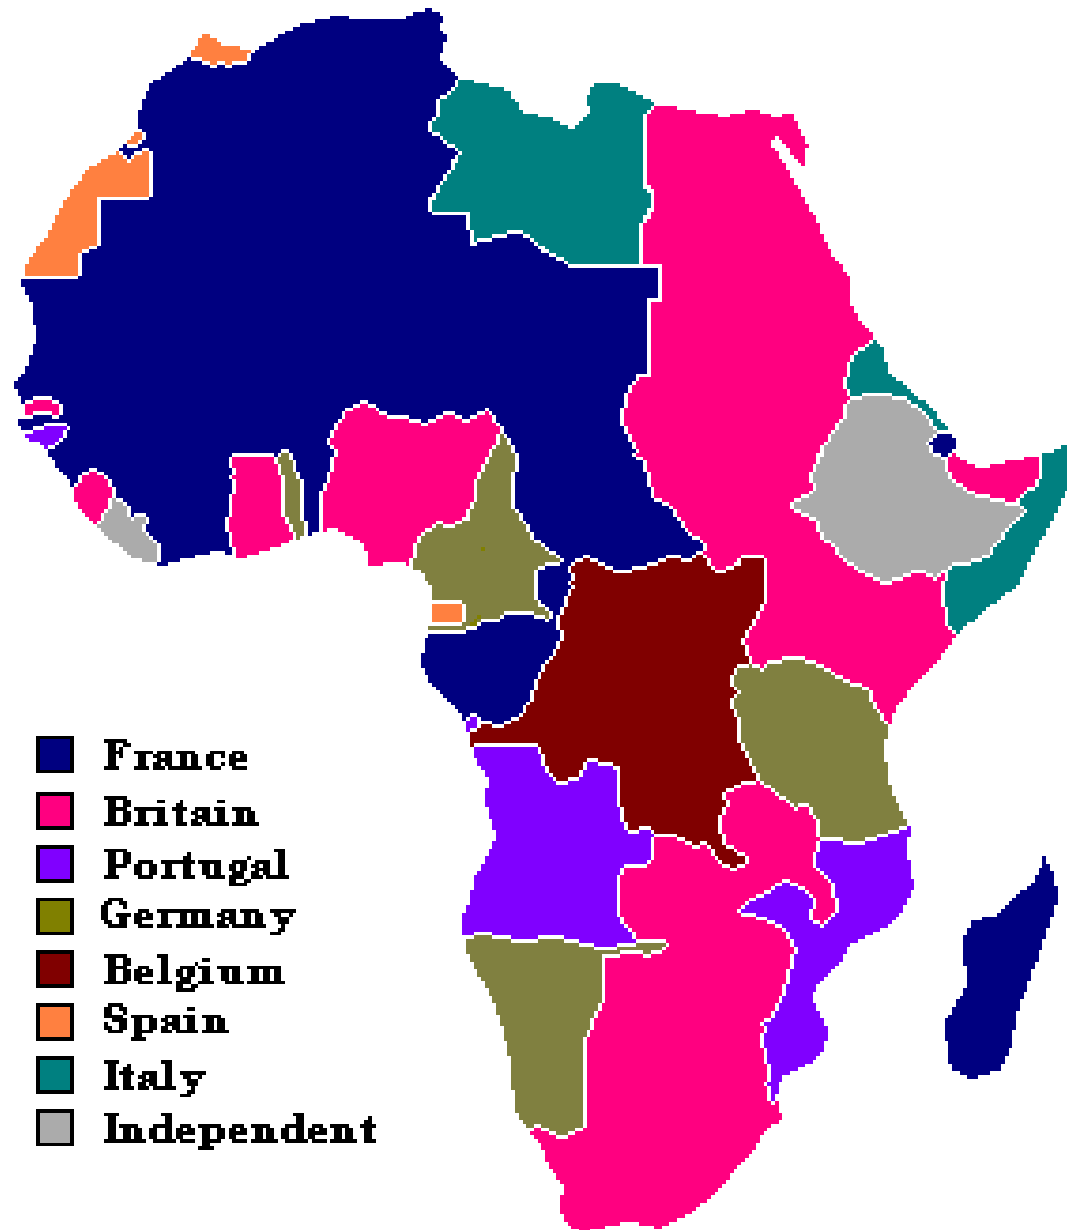 France
Britain
Portugal
Germany
Belgium
Spain
Italy
Independent